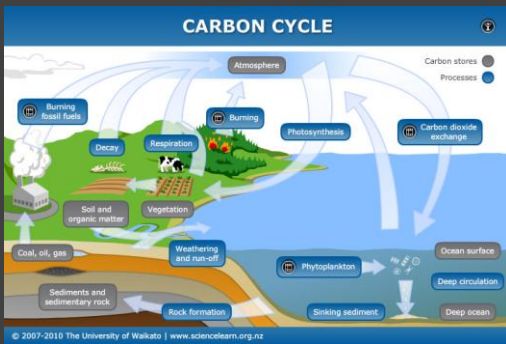 CARBON CYCLE
Carbon stores
Processes
Atmosphere
Burning
fossil fuels
Decay
Respiration
Burning
Photosynthesis
Carbon dioxide
exchange
Soil and
organic matter
Vegetation
Coal, oil, gas
Weathering
and run-off
Phytoplankton
Ocean surface
Deep circulation
Sediments and
sedimentary rock
Rock formation
Sinking sediment
Deep ocean
© 2007-2010 The University of Waikato | www.sciencelearn.org.nz